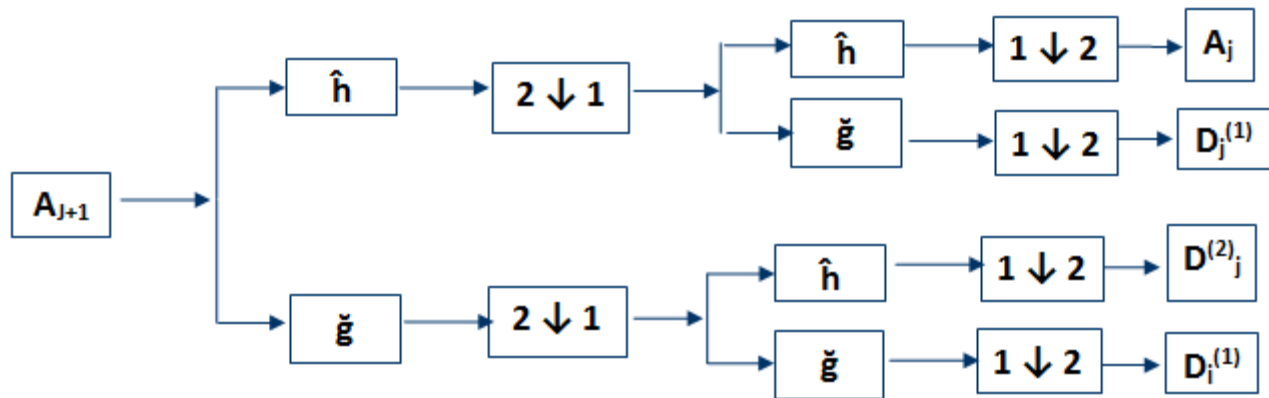 ĥ
2 ↓ 1
ĥ
1 ↓ 2
Aⱼ
ğ
1 ↓ 2
Dⱼ⁽¹⁾
A_J+1
ğ
2 ↓ 1
ĥ
1 ↓ 2
D⁽²⁾ⱼ
ğ
1 ↓ 2
Dᵢ⁽¹⁾